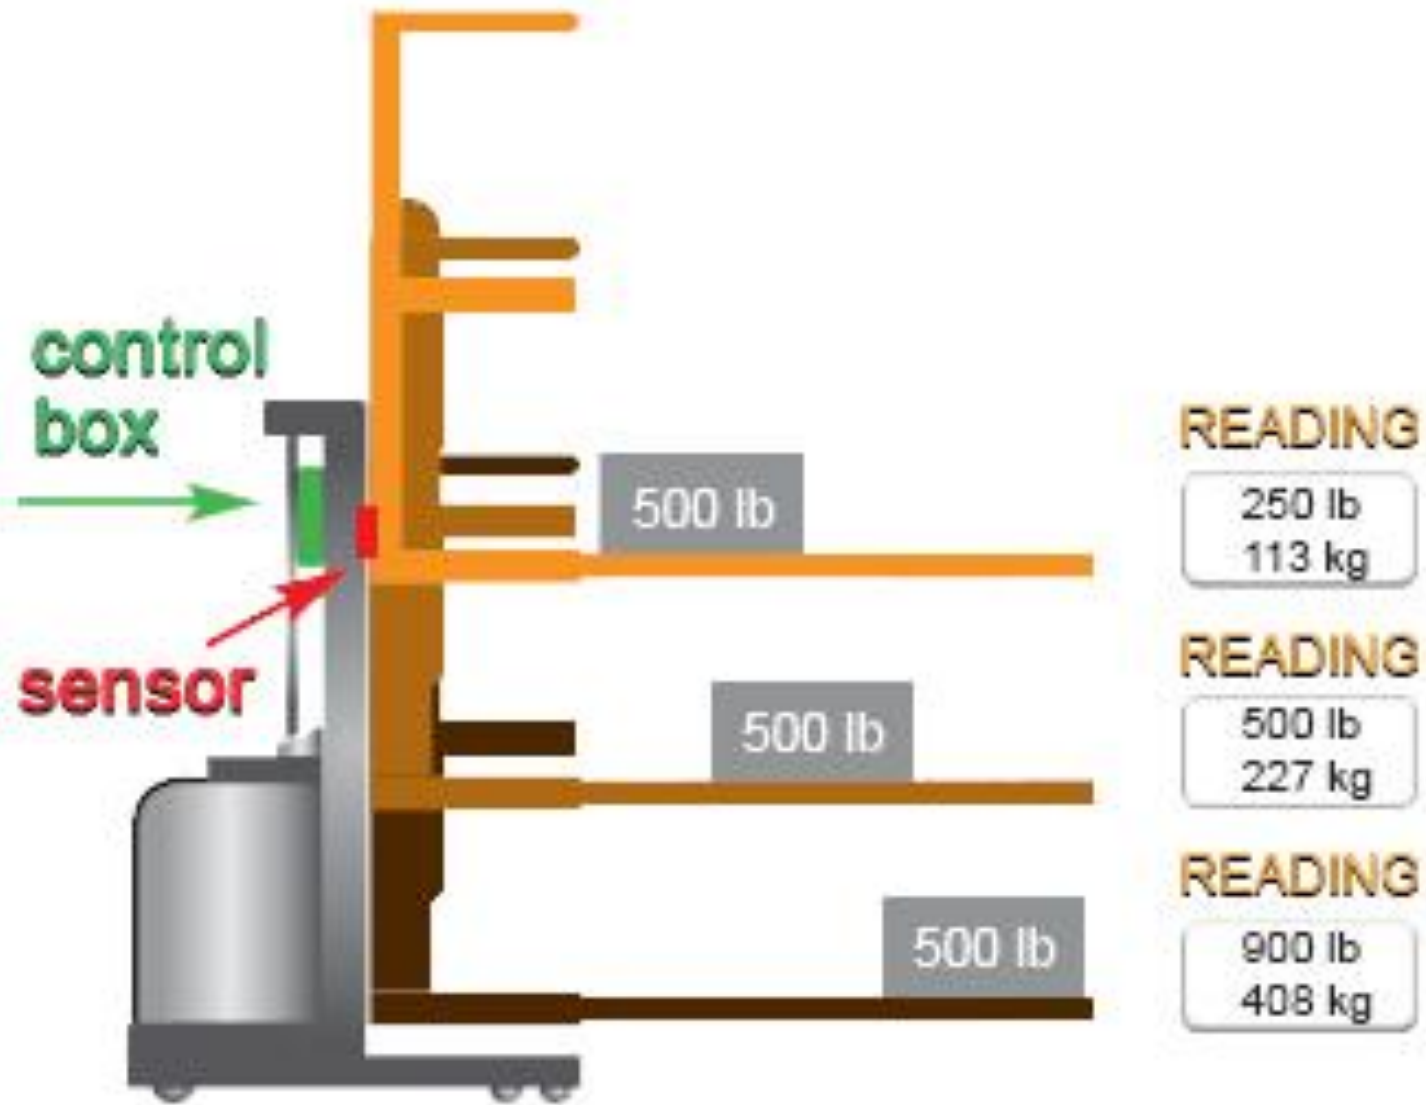 control
box
sensor
500 lb
READING
250 lb
113 kg
500 lb
READING
500 lb
227 kg
500 lb
READING
900 lb
408 kg